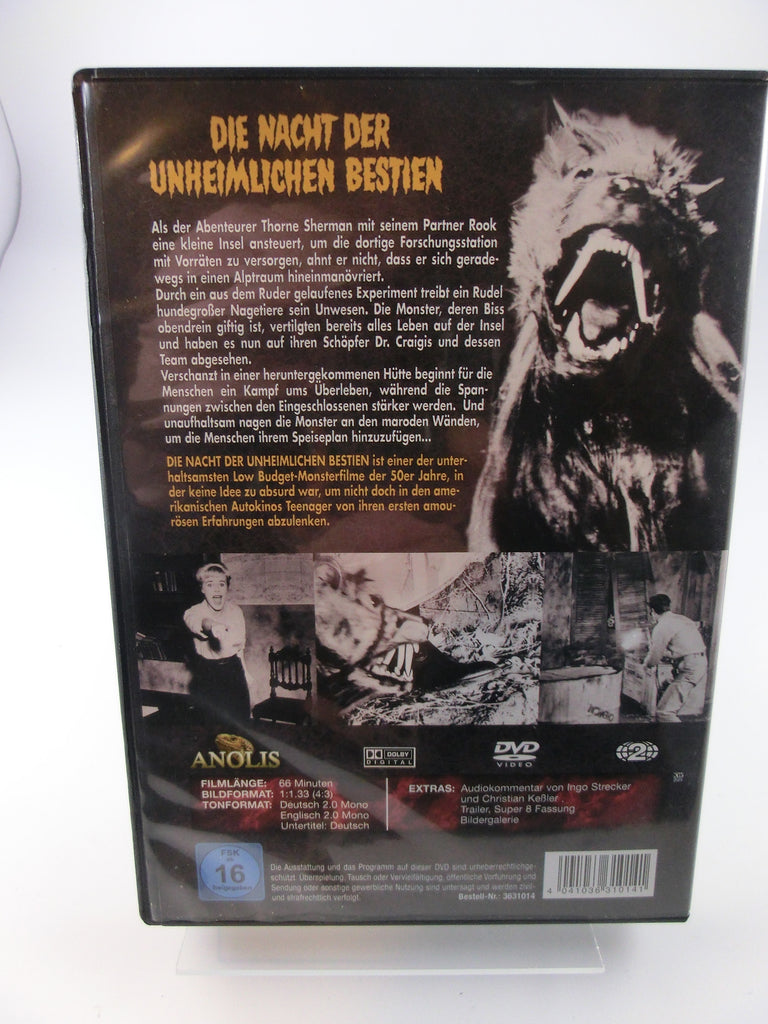 DIE NACHT DER
UNHEIMLICHEN BESTIEN
Als der Abenteurer Thorne Sherman mit seinem Partner Rook
eine kleine Insel ansteuert, um die dortige Forschungsstation
mit Vorräten zu versorgen, ahnt er nicht, dass er sich gerade-
wegs in einen Alptraum hineinmanövriert.
Durch ein aus dem Ruder gelaufenes Experiment treibt ein Rudel
hundegroßer Nagetiere sein Unwesen. Die Monster, deren Biss
obendrein giftig ist, vertilgten bereits alles Leben auf der Insel
und haben es nun auf ihren Schöpfer Dr. Craigis und dessen
Team abgesehen.
Verschanzt in einer heruntergekommenen Hütte beginnt für die
Menschen ein Kampf ums Überleben, während die Span-
nungen zwischen den Eingeschlossenen stärker werden. Und
unaufhaltsam nagen die Monster an den maroden Wänden,
um die Menschen ihrem Speiseplan hinzuzufügen...
DIE NACHT DER UNHEIMLICHEN BESTIEN ist einer der unter-
haltsamsten Low Budget-Monsterfilme der 50er Jahre, in
der keine Idee zu absurd war, um nicht doch in den ame-
rikanischen Autokinos Teenager von ihren ersten amou-
rösen Erfahrungen abzulenken.
ANOLIS
DOLBY
DIGITAL
DVD
VIDEO
2
FILMLÄNGE: 66 Minuten
BILDFORMAT: 1:1.33 (4:3)
TONFORMAT: Deutsch 2.0 Mono
Englisch 2.0 Mono
Untertitel: Deutsch
EXTRAS: Audiokommentar von Ingo Strecker
und Christian Keßler .
Trailer, Super 8 Fassung
Bildergalerie
FSK
ab
16
freigegeben
Die Ausstattung und das Programm auf dieser DVD sind urheberrechtlich ge-
schützt. Überspielung, Tausch oder Vervielfältigung, öffentliche Vorführung und
Sendung oder sonstige gewerbliche Nutzung sind untersagt und werden zivil-
und strafrechtlich verfolgt.
Bestell-Nr.: 3631014
4 041036 310141